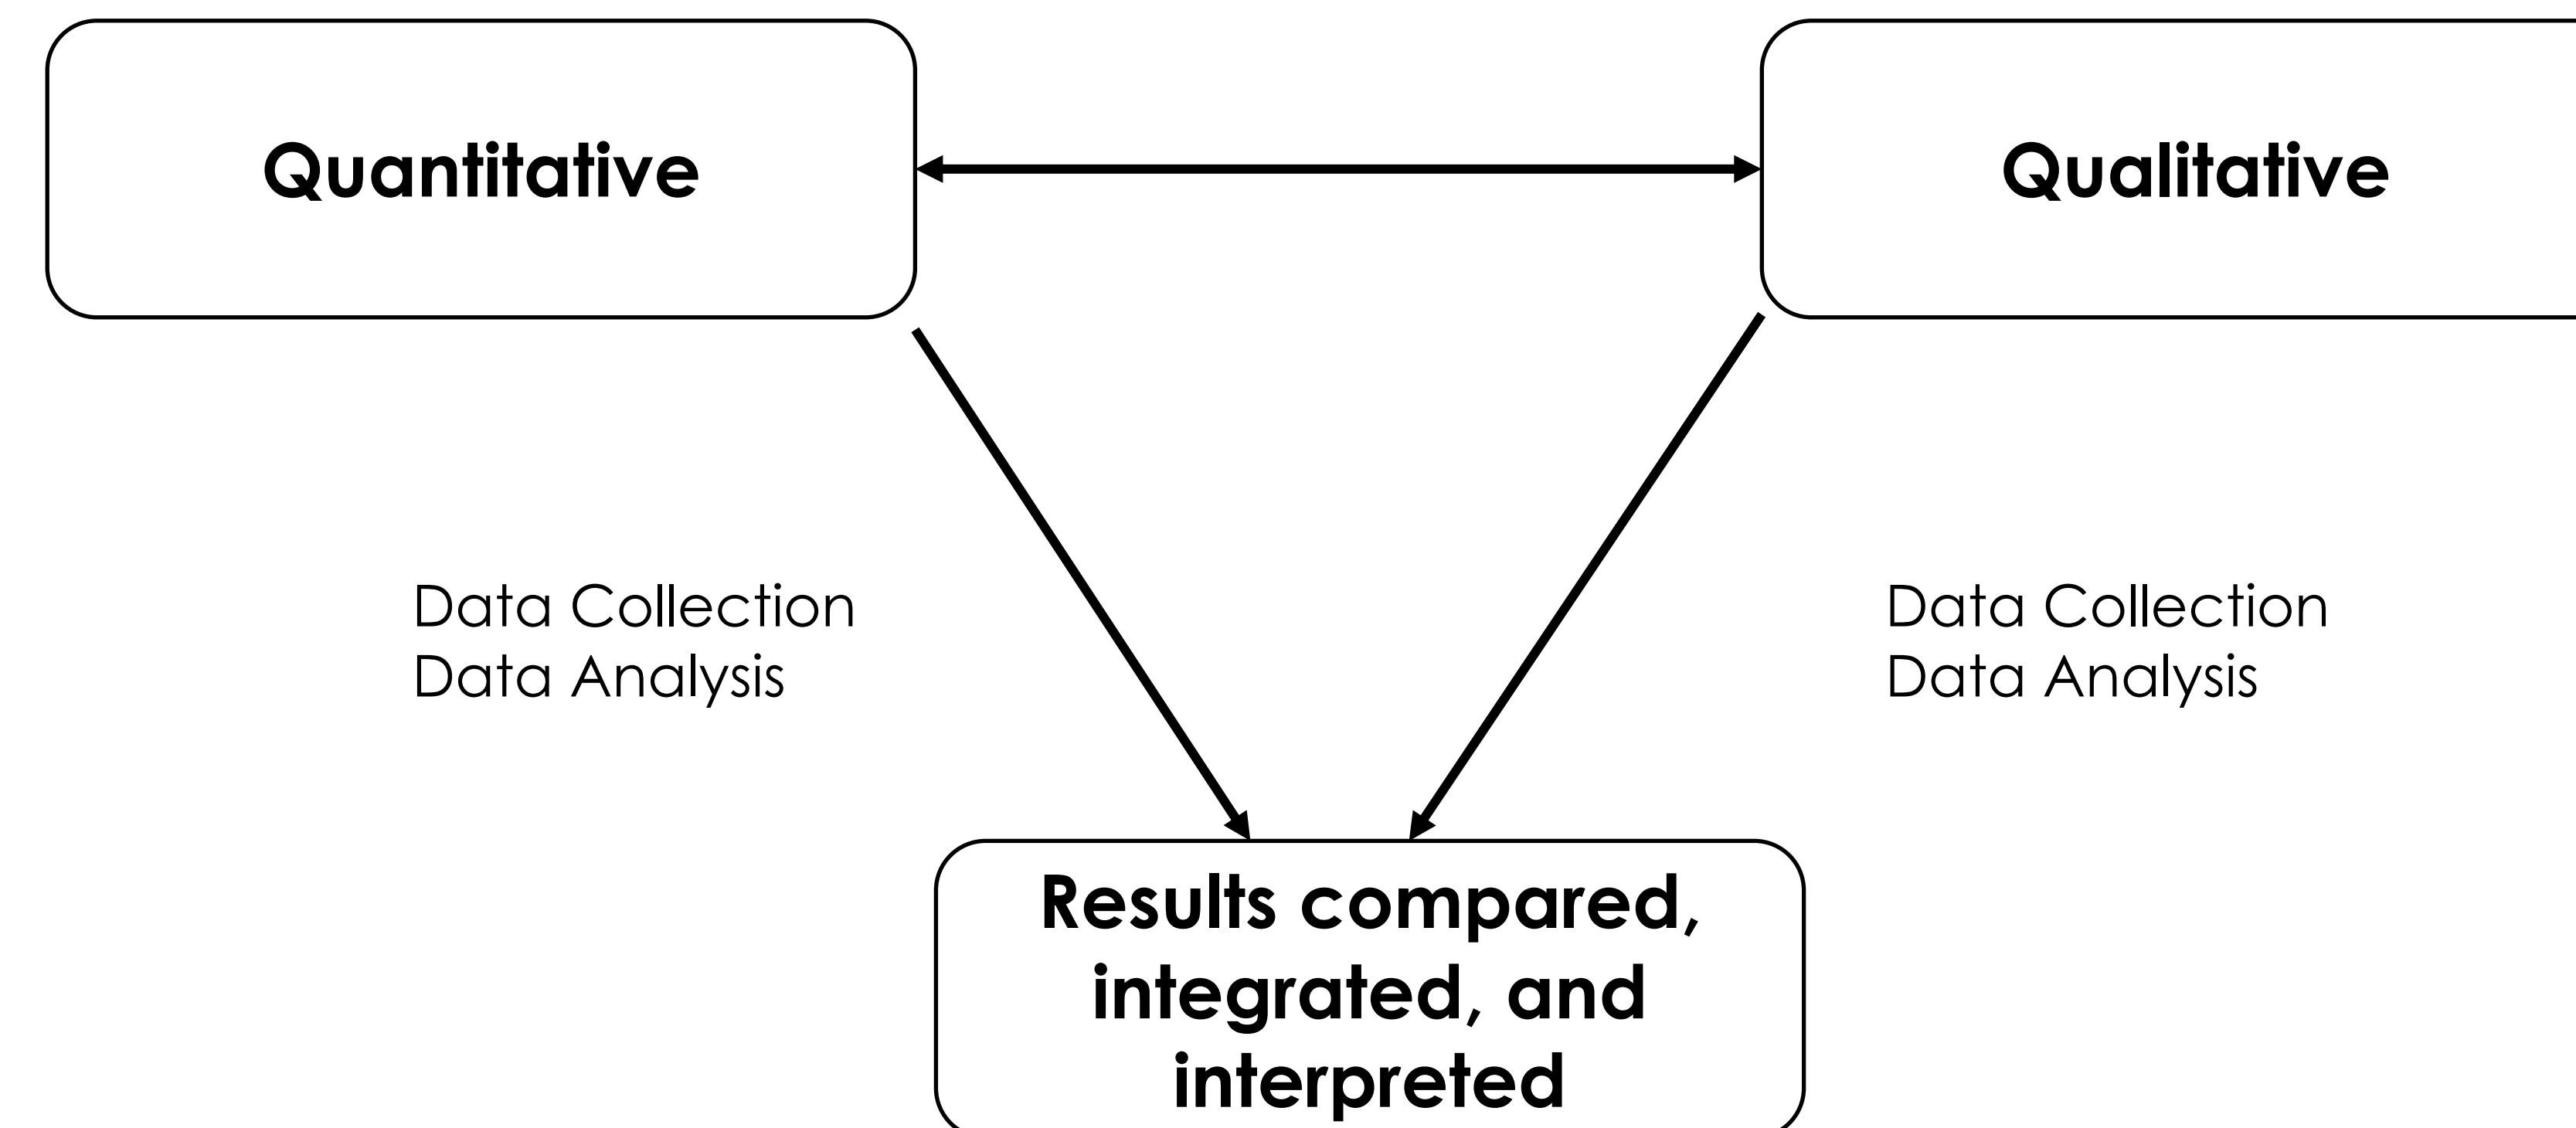 Quantitative
Qualitative
Data Collection
Data Analysis
Data Collection
Data Analysis
Results compared,
integrated, and
interpreted